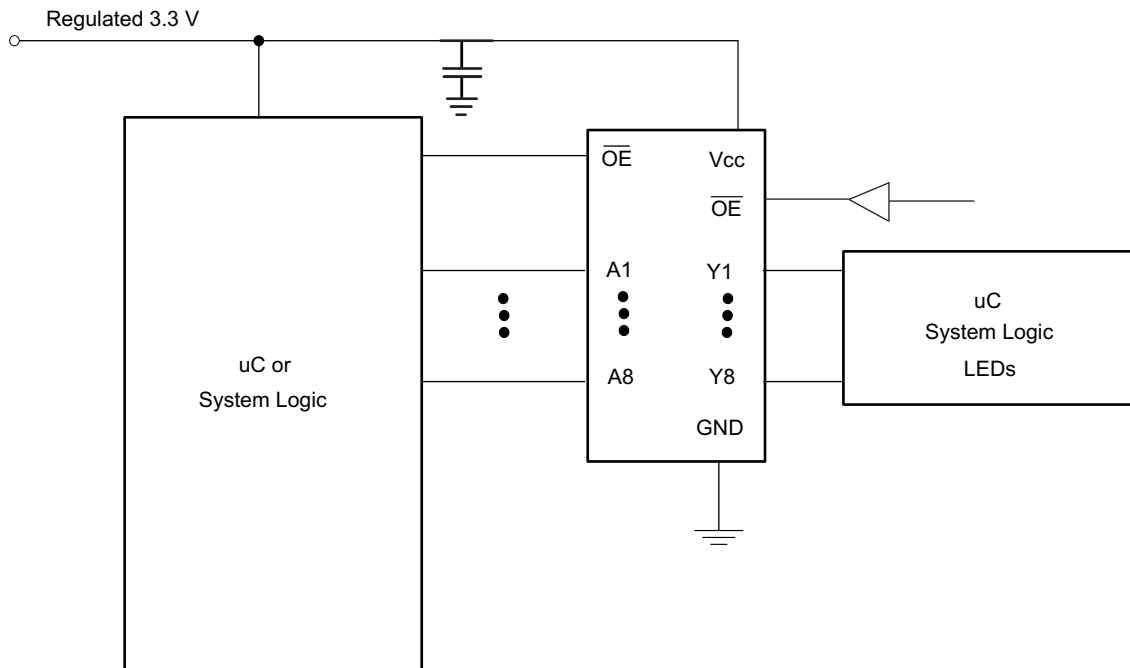 Regulated 3.3 V
OE Vcc
OE
A1 Y1
A8 Y8
GND
uC or
System Logic
uC
System Logic
LEDs